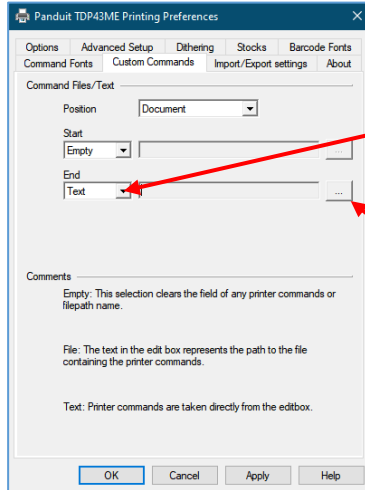 Panduit TDP43ME Printing Preferences
Options Advanced Setup Dithering Stocks Barcode Fonts
Command Fonts Custom Commands Import/Export settings About
Command Files/Text
Position Document
Start
Empty ...
End
Text ...
Comments
Empty: This selection clears the field of any printer commands or
filepath name.
File: The text in the edit box represents the path to the file
containing the printer commands.
Text: Printer commands are taken directly from the editbox.
OK Cancel Apply Help